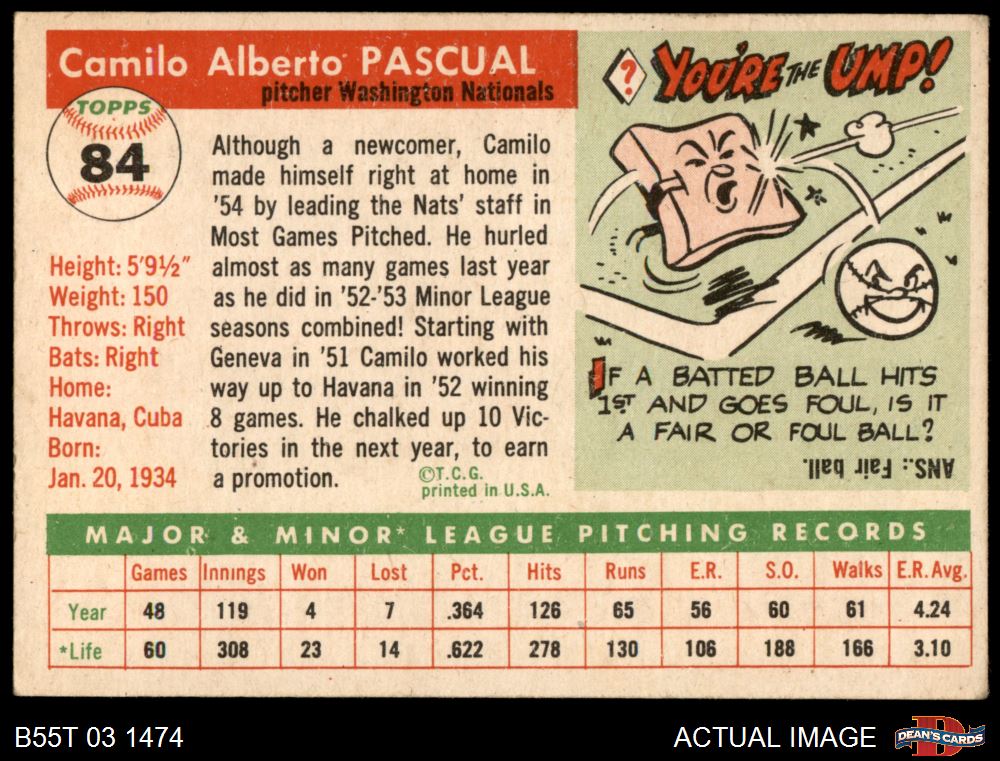 Camilo Alberto PASCUAL
pitcher Washington Nationals
TOPPS
84
Height: 5'9½"
Weight: 150
Throws: Right
Bats: Right
Home:
Havana, Cuba
Born:
Jan. 20, 1934
Although a newcomer, Camilo
made himself right at home in
'54 by leading the Nats' staff in
Most Games Pitched. He hurled
almost as many games last year
as he did in '52-'53 Minor League
seasons combined! Starting with
Geneva in '51 Camilo worked his
way up to Havana in '52 winning
8 games. He chalked up 10 Vic-
tories in the next year, to earn
a promotion.
©T.C.G.
printed in U.S.A.
? YOU'RE THE UMP!
IF A BATTED BALL HITS
1ST AND GOES FOUL, IS IT
A FAIR OR FOUL BALL?
ANS.: Fair ball.
MAJOR & MINOR* LEAGUE PITCHING RECORDS
Games Innings Won Lost Pct. Hits Runs E.R. S.O. Walks E.R. Avg.
Year 48 119 4 7 .364 126 65 56 60 61 4.24
*Life 60 308 23 14 .622 278 130 106 188 166 3.10
B55T 03 1474
ACTUAL IMAGE
DEAN'S CARDS